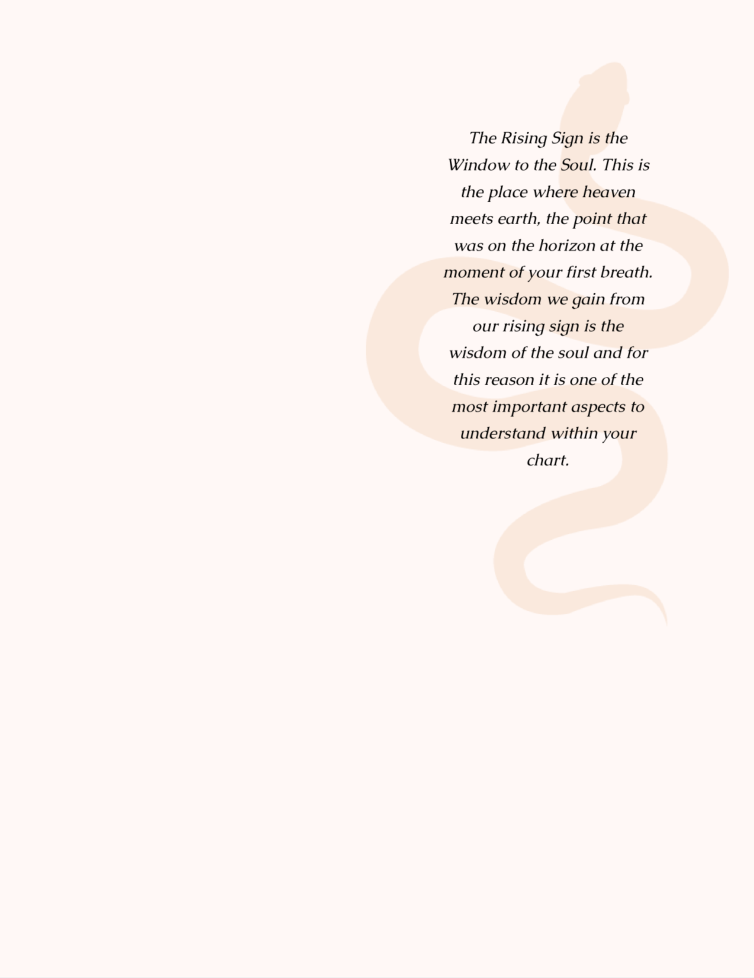 The Rising Sign is the
Window to the Soul. This is
the place where heaven
meets earth, the point that
was on the horizon at the
moment of your first breath.
The wisdom we gain from
our rising sign is the
wisdom of the soul and for
this reason it is one of the
most important aspects to
understand within your
chart.